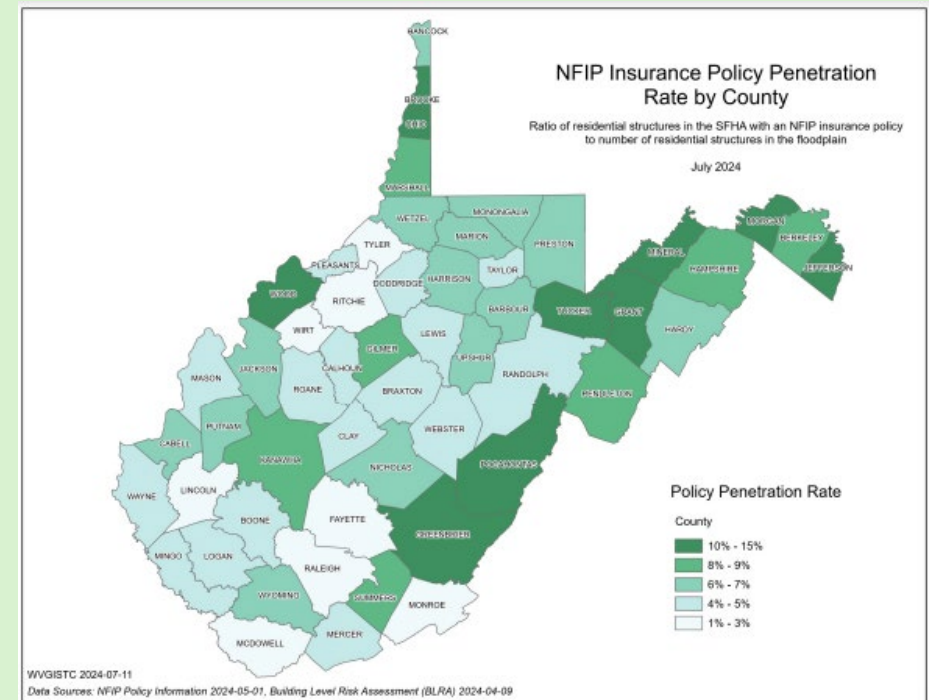 NFIP Insurance Policy Penetration
Rate by County
Ratio of residential structures in the SFHA with an NFIP insurance policy
to number of residential structures in the floodplain
July 2024
HANCOCK
BROOKE
OHIO
MARSHALL
WETZEL
MONONGALIA
MARION
PRESTON
TYLER
PLEASANTS
DODDRIDGE
HARRISON
TAYLOR
MORGAN
BERKELEY
JEFFERSON
MINERAL
HAMPSHIRE
WOOD
RITCHIE
BARBOUR
TUCKER
GRANT
HARDY
WIRT
LEWIS
GILMER
UPSHUR
RANDOLPH
JACKSON
CALHOUN
MASON
ROANE
BRAXTON
PENDLETON
PUTNAM
CABELL
CLAY
WEBSTER
KANAWHA
NICHOLAS
POCAHONTAS
WAYNE
LINCOLN
BOONE
FAYETTE
GREENBRIER
MINGO
LOGAN
RALEIGH
WYOMING
SUMMERS
MONROE
MCDOWELL
MERCER
Policy Penetration Rate
County
10% - 15%
8% - 9%
6% - 7%
4% - 5%
1% - 3%
WVGISTC 2024-07-11
Data Sources: NFIP Policy Information 2024-05-01, Building Level Risk Assessment (BLRA) 2024-04-09